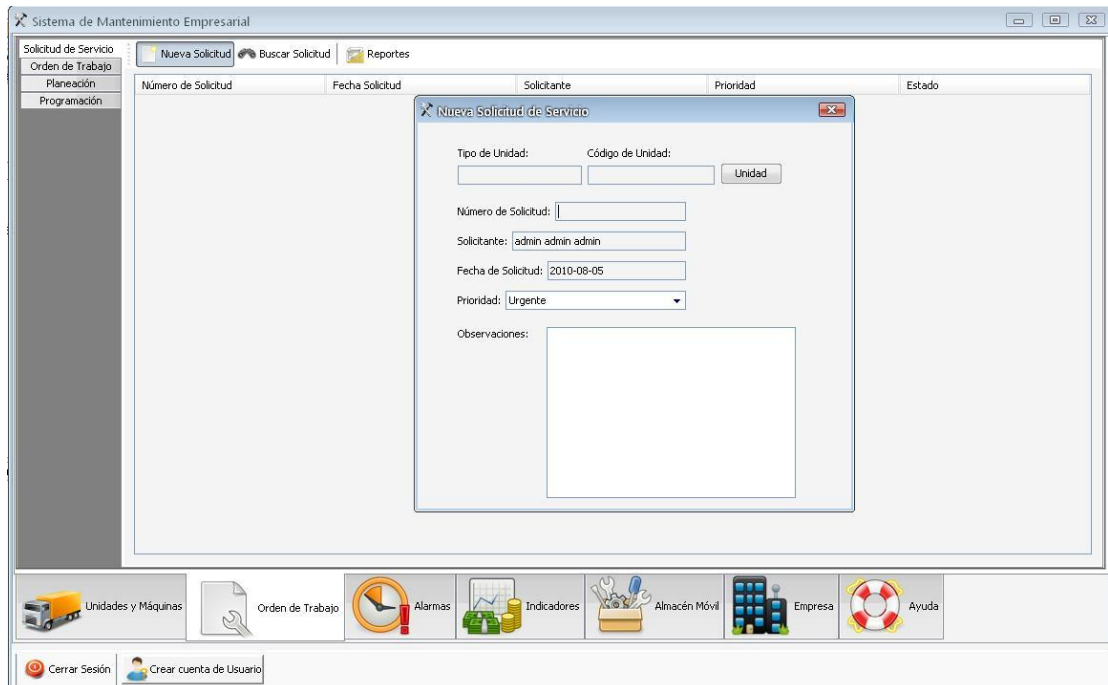 Sistema de Mantenimiento Empresarial
Solicitud de Servicio
Orden de Trabajo
Planeación
Programación
Nueva Solicitud Buscar Solicitud Reportes
Número de Solicitud Fecha Solicitud Solicitante Prioridad Estado
Nueva Solicitud de Servicio
Tipo de Unidad: Código de Unidad:
Unidad
Número de Solicitud:
Solicitante: admin admin admin
Fecha de Solicitud: 2010-08-05
Prioridad: Urgente
Observaciones:
Unidades y Máquinas Orden de Trabajo Alarmas Indicadores Almacén Móvil Empresa Ayuda
Cerrar Sesión Crear cuenta de Usuario